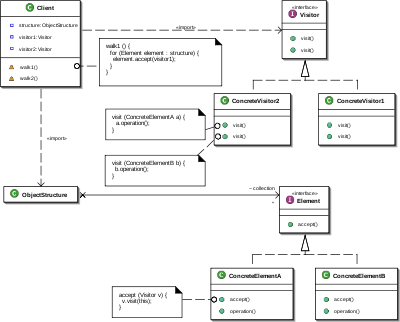 C Client
structure:ObjectStructure
visitor1:Visitor
visitor2:Visitor
walk1()
walk2()
«import»
«interface»
I Visitor
visit()
visit()
walk1 () {
for (Element element : structure) {
element.accept(visitor1);
}
}
visit (ConcreteElementA a) {
a.operation();
}
C ConcreteVisitor2
visit()
visit()
C ConcreteVisitor1
visit()
visit()
«import»
visit (ConcreteElementB b) {
b.operation();
}
C ObjectStructure
- collection
*
«interface»
I Element
accept()
accept (Visitor v) {
v.visit(this);
}
C ConcreteElementA
accept()
operation()
C ConcreteElementB
accept()
operation()